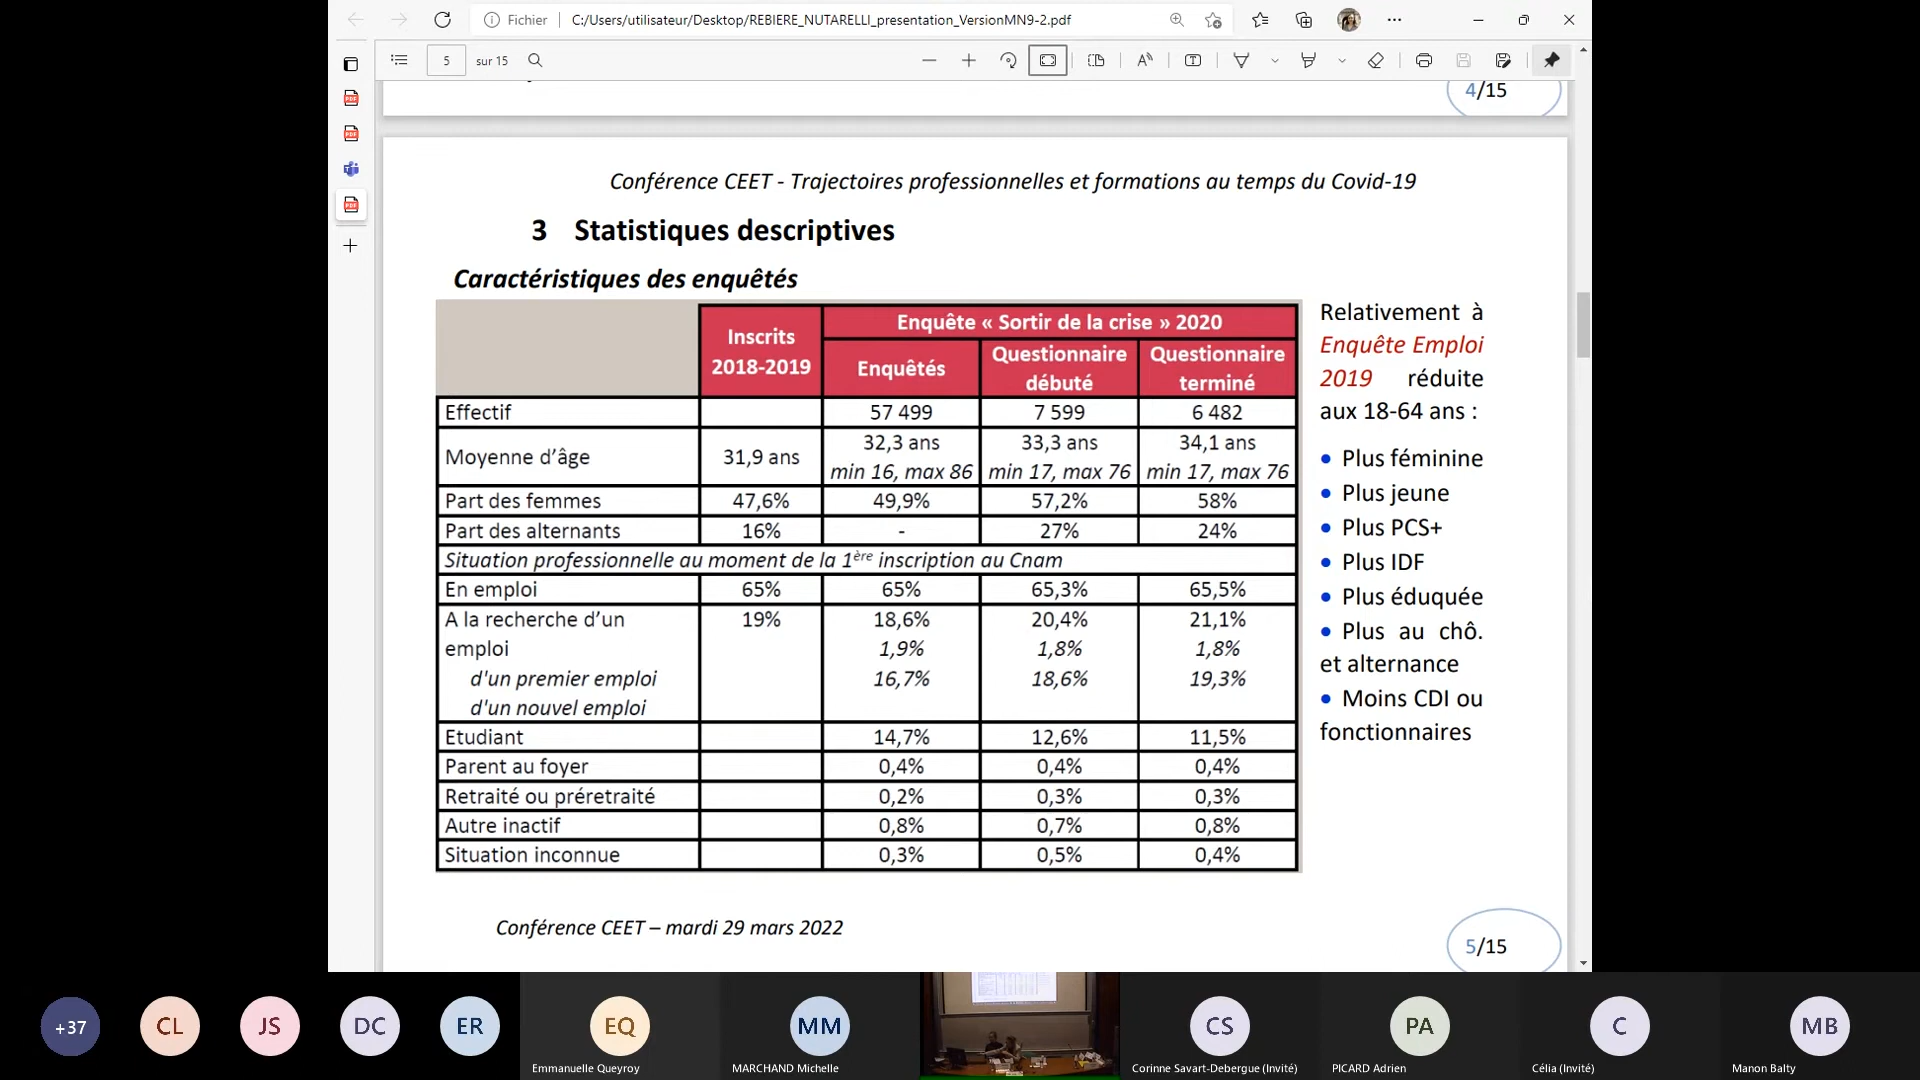 Fichier C:/Users/utilisateur/Desktop/REBIERE_NUTARELLI_presentation_VersionMN9-2.pdf
5 sur 15
4/15
Conférence CEET - Trajectoires professionnelles et formations au temps du Covid-19
3 Statistiques descriptives
Caractéristiques des enquêtés
Inscrits 2018-2019
Enquête « Sortir de la crise » 2020
Enquêtés
Questionnaire débuté
Questionnaire terminé
Effectif 57 499 7 599 6 482
Moyenne d'âge 31,9 ans 32,3 ans 33,3 ans 34,1 ans
min 16, max 86 min 17, max 76 min 17, max 76
Part des femmes 47,6% 49,9% 57,2% 58%
Part des alternants 16% - 27% 24%
Situation professionnelle au moment de la 1ère inscription au Cnam
En emploi 65% 65% 65,3% 65,5%
A la recherche d'un 19% 18,6% 20,4% 21,1%
emploi 1,9% 1,8% 1,8%
d'un premier emploi 16,7% 18,6% 19,3%
d'un nouvel emploi
Etudiant 14,7% 12,6% 11,5%
Parent au foyer 0,4% 0,4% 0,4%
Retraité ou préretraité 0,2% 0,3% 0,3%
Autre inactif 0,8% 0,7% 0,8%
Situation inconnue 0,3% 0,5% 0,4%
Relativement à
Enquête Emploi
2019 réduite
aux 18-64 ans :
• Plus féminine
• Plus jeune
• Plus PCS+
• Plus IDF
• Plus éduquée
• Plus au chô.
et alternance
• Moins CDI ou
fonctionnaires
Conférence CEET – mardi 29 mars 2022
5/15
+37 CL JS DC ER EQ MM CS PA C MB
Emmanuelle Queyroy MARCHAND Michelle Corinne Savart-Debergue (Invité) PICARD Adrien Célia (Invité) Manon Balty